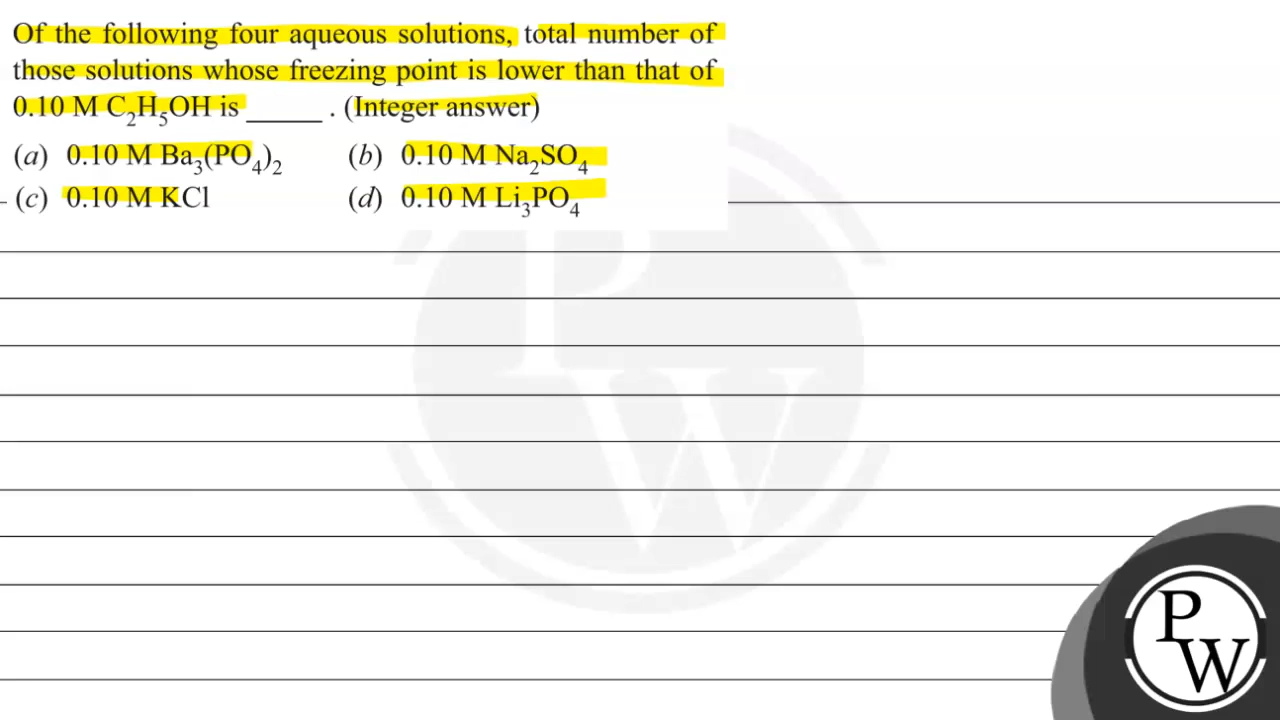 Of the following four aqueous solutions, total number of
those solutions whose freezing point is lower than that of
0.10 M C₂H₅OH is _____ . (Integer answer)
(a) 0.10 M Ba₃(PO₄)₂ (b) 0.10 M Na₂SO₄
(c) 0.10 M KCl (d) 0.10 M Li₃PO₄
P
W
P
W